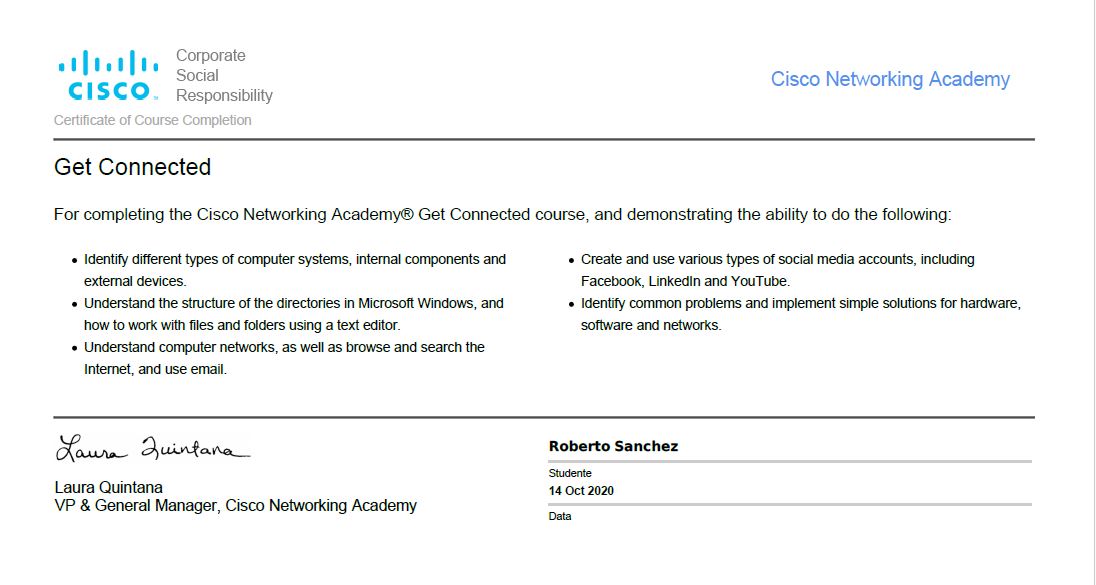 CISCO
Corporate
Social
Responsibility
Cisco Networking Academy
Certificate of Course Completion
Get Connected
For completing the Cisco Networking Academy® Get Connected course, and demonstrating the ability to do the following:
• Identify different types of computer systems, internal components and
external devices.
• Understand the structure of the directories in Microsoft Windows, and
how to work with files and folders using a text editor.
• Understand computer networks, as well as browse and search the
Internet, and use email.
• Create and use various types of social media accounts, including
Facebook, LinkedIn and YouTube.
• Identify common problems and implement simple solutions for hardware,
software and networks.
Laura Quintana
Laura Quintana
VP & General Manager, Cisco Networking Academy
Roberto Sanchez
Studente
14 Oct 2020
Data